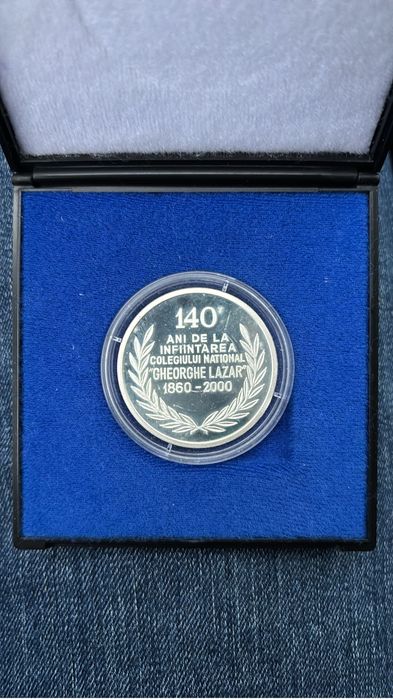 140
ANI DE LA
INFIINTAREA
COLEGIULUI NATIONAL
"GHEORGHE LAZAR"
1860-2000